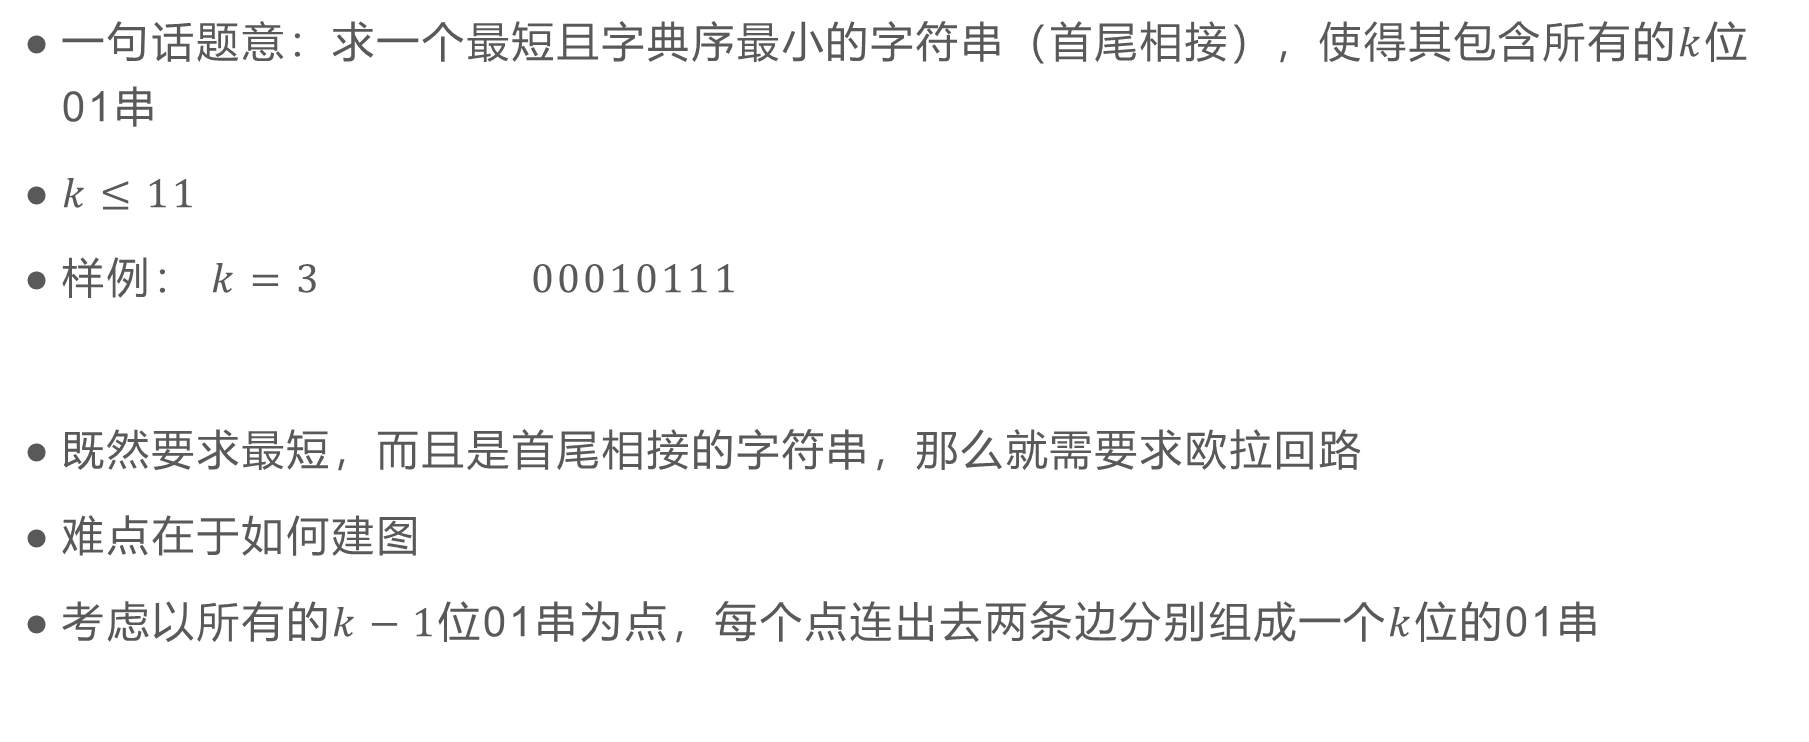 ● 一句话题意：求一个最短且字典序最小的字符串（首尾相接），使得其包含所有的k位
01串
● k ≤ 11
● 样例： k = 3 00010111
● 既然要求最短，而且是首尾相接的字符串，那么就需要求欧拉回路
● 难点在于如何建图
● 考虑以所有的k − 1位01串为点，每个点连出去两条边分别组成一个k位的01串